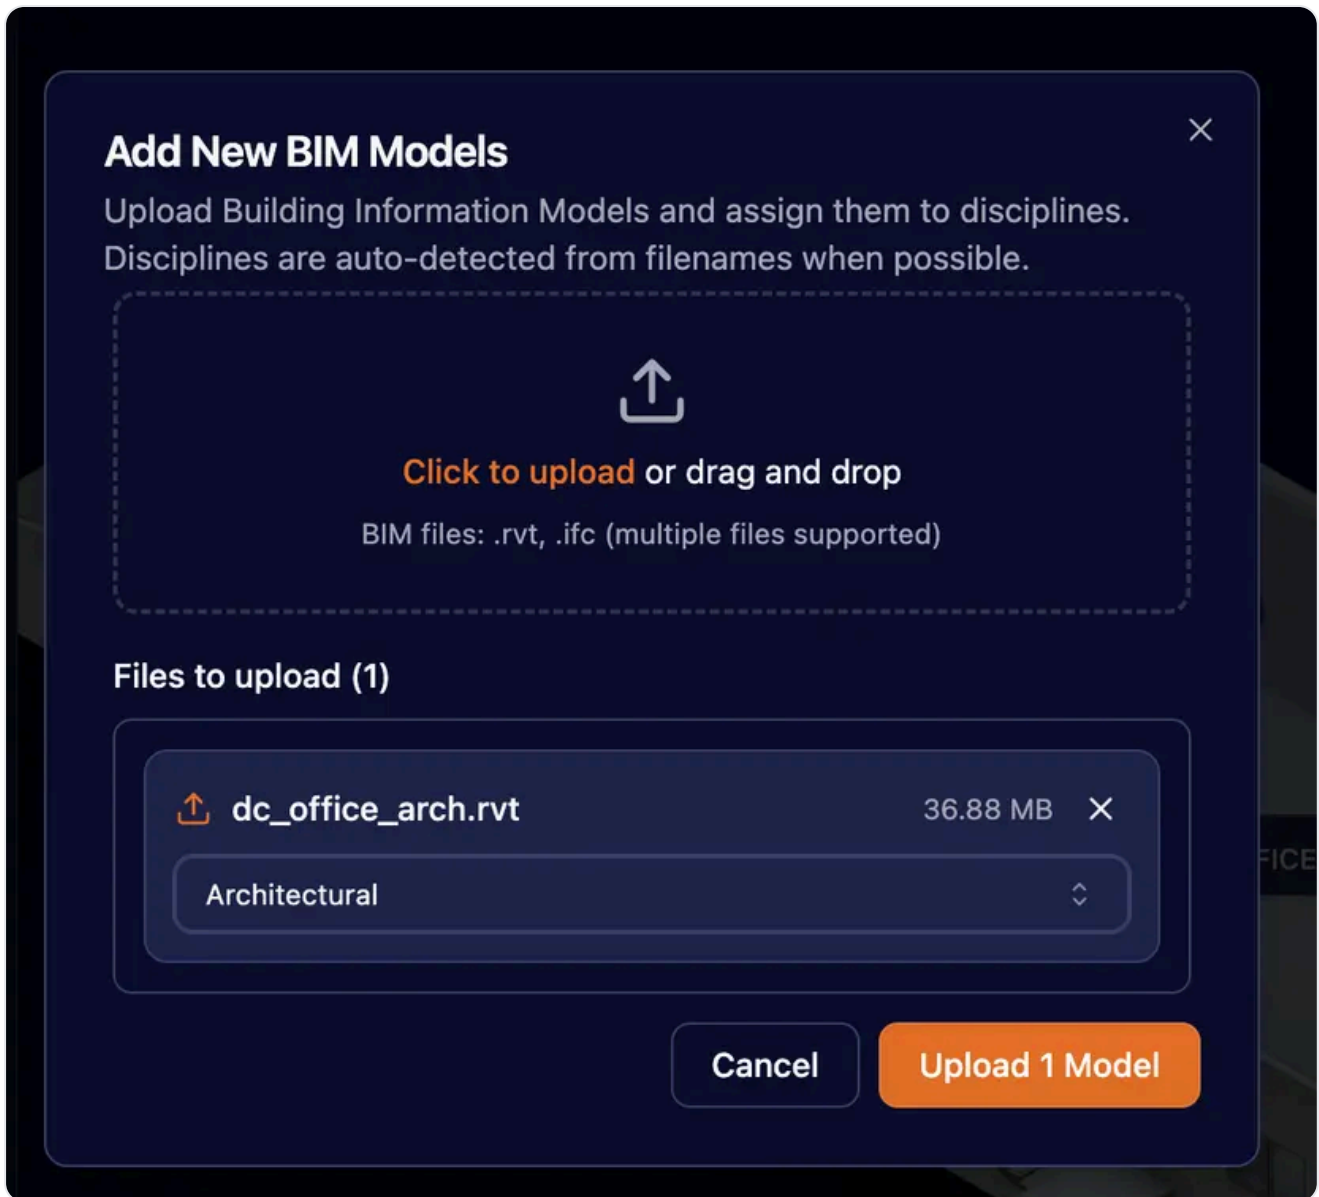 Add New BIM Models
Upload Building Information Models and assign them to disciplines.
Disciplines are auto-detected from filenames when possible.
Click to upload or drag and drop
BIM files: .rvt, .ifc (multiple files supported)
Files to upload (1)
dc_office_arch.rvt 36.88 MB
FICE
Architectural
Cancel Upload 1 Model